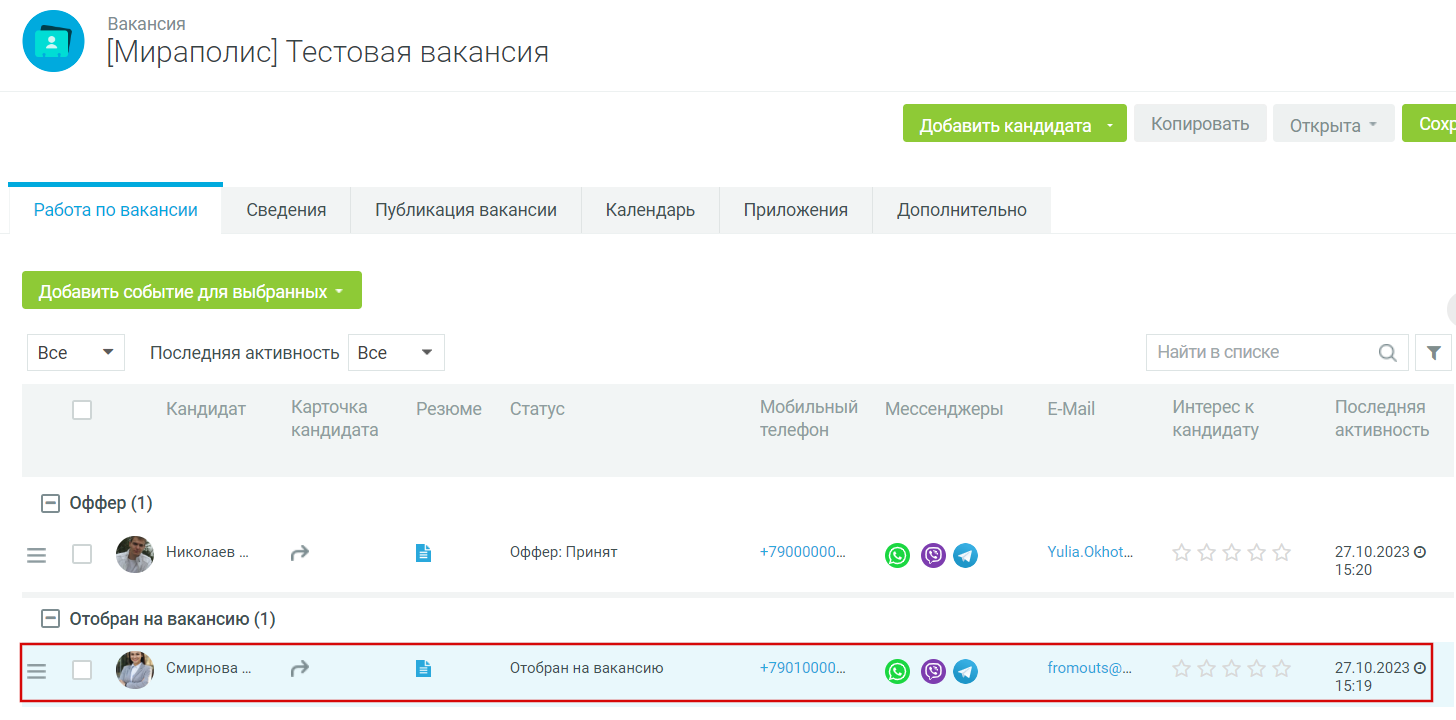 Вакансия
[Мираполис] Тестовая вакансия
Добавить кандидата Копировать Открыта Сохр
Работа по вакансии Сведения Публикация вакансии Календарь Приложения Дополнительно
Добавить событие для выбранных
Все Последняя активность Все Найти в списке
Кандидат Карточка кандидата Резюме Статус Мобильный телефон Мессенджеры E-Mail Интерес к кандидату Последняя активность
Оффер (1)
Николаев ... Оффер: Принят +79000000... Yulia.Okhot... 27.10.2023
15:20
Отобран на вакансию (1)
Смирнова ... Отобран на вакансию +79010000... fromouts@... 27.10.2023
15:19